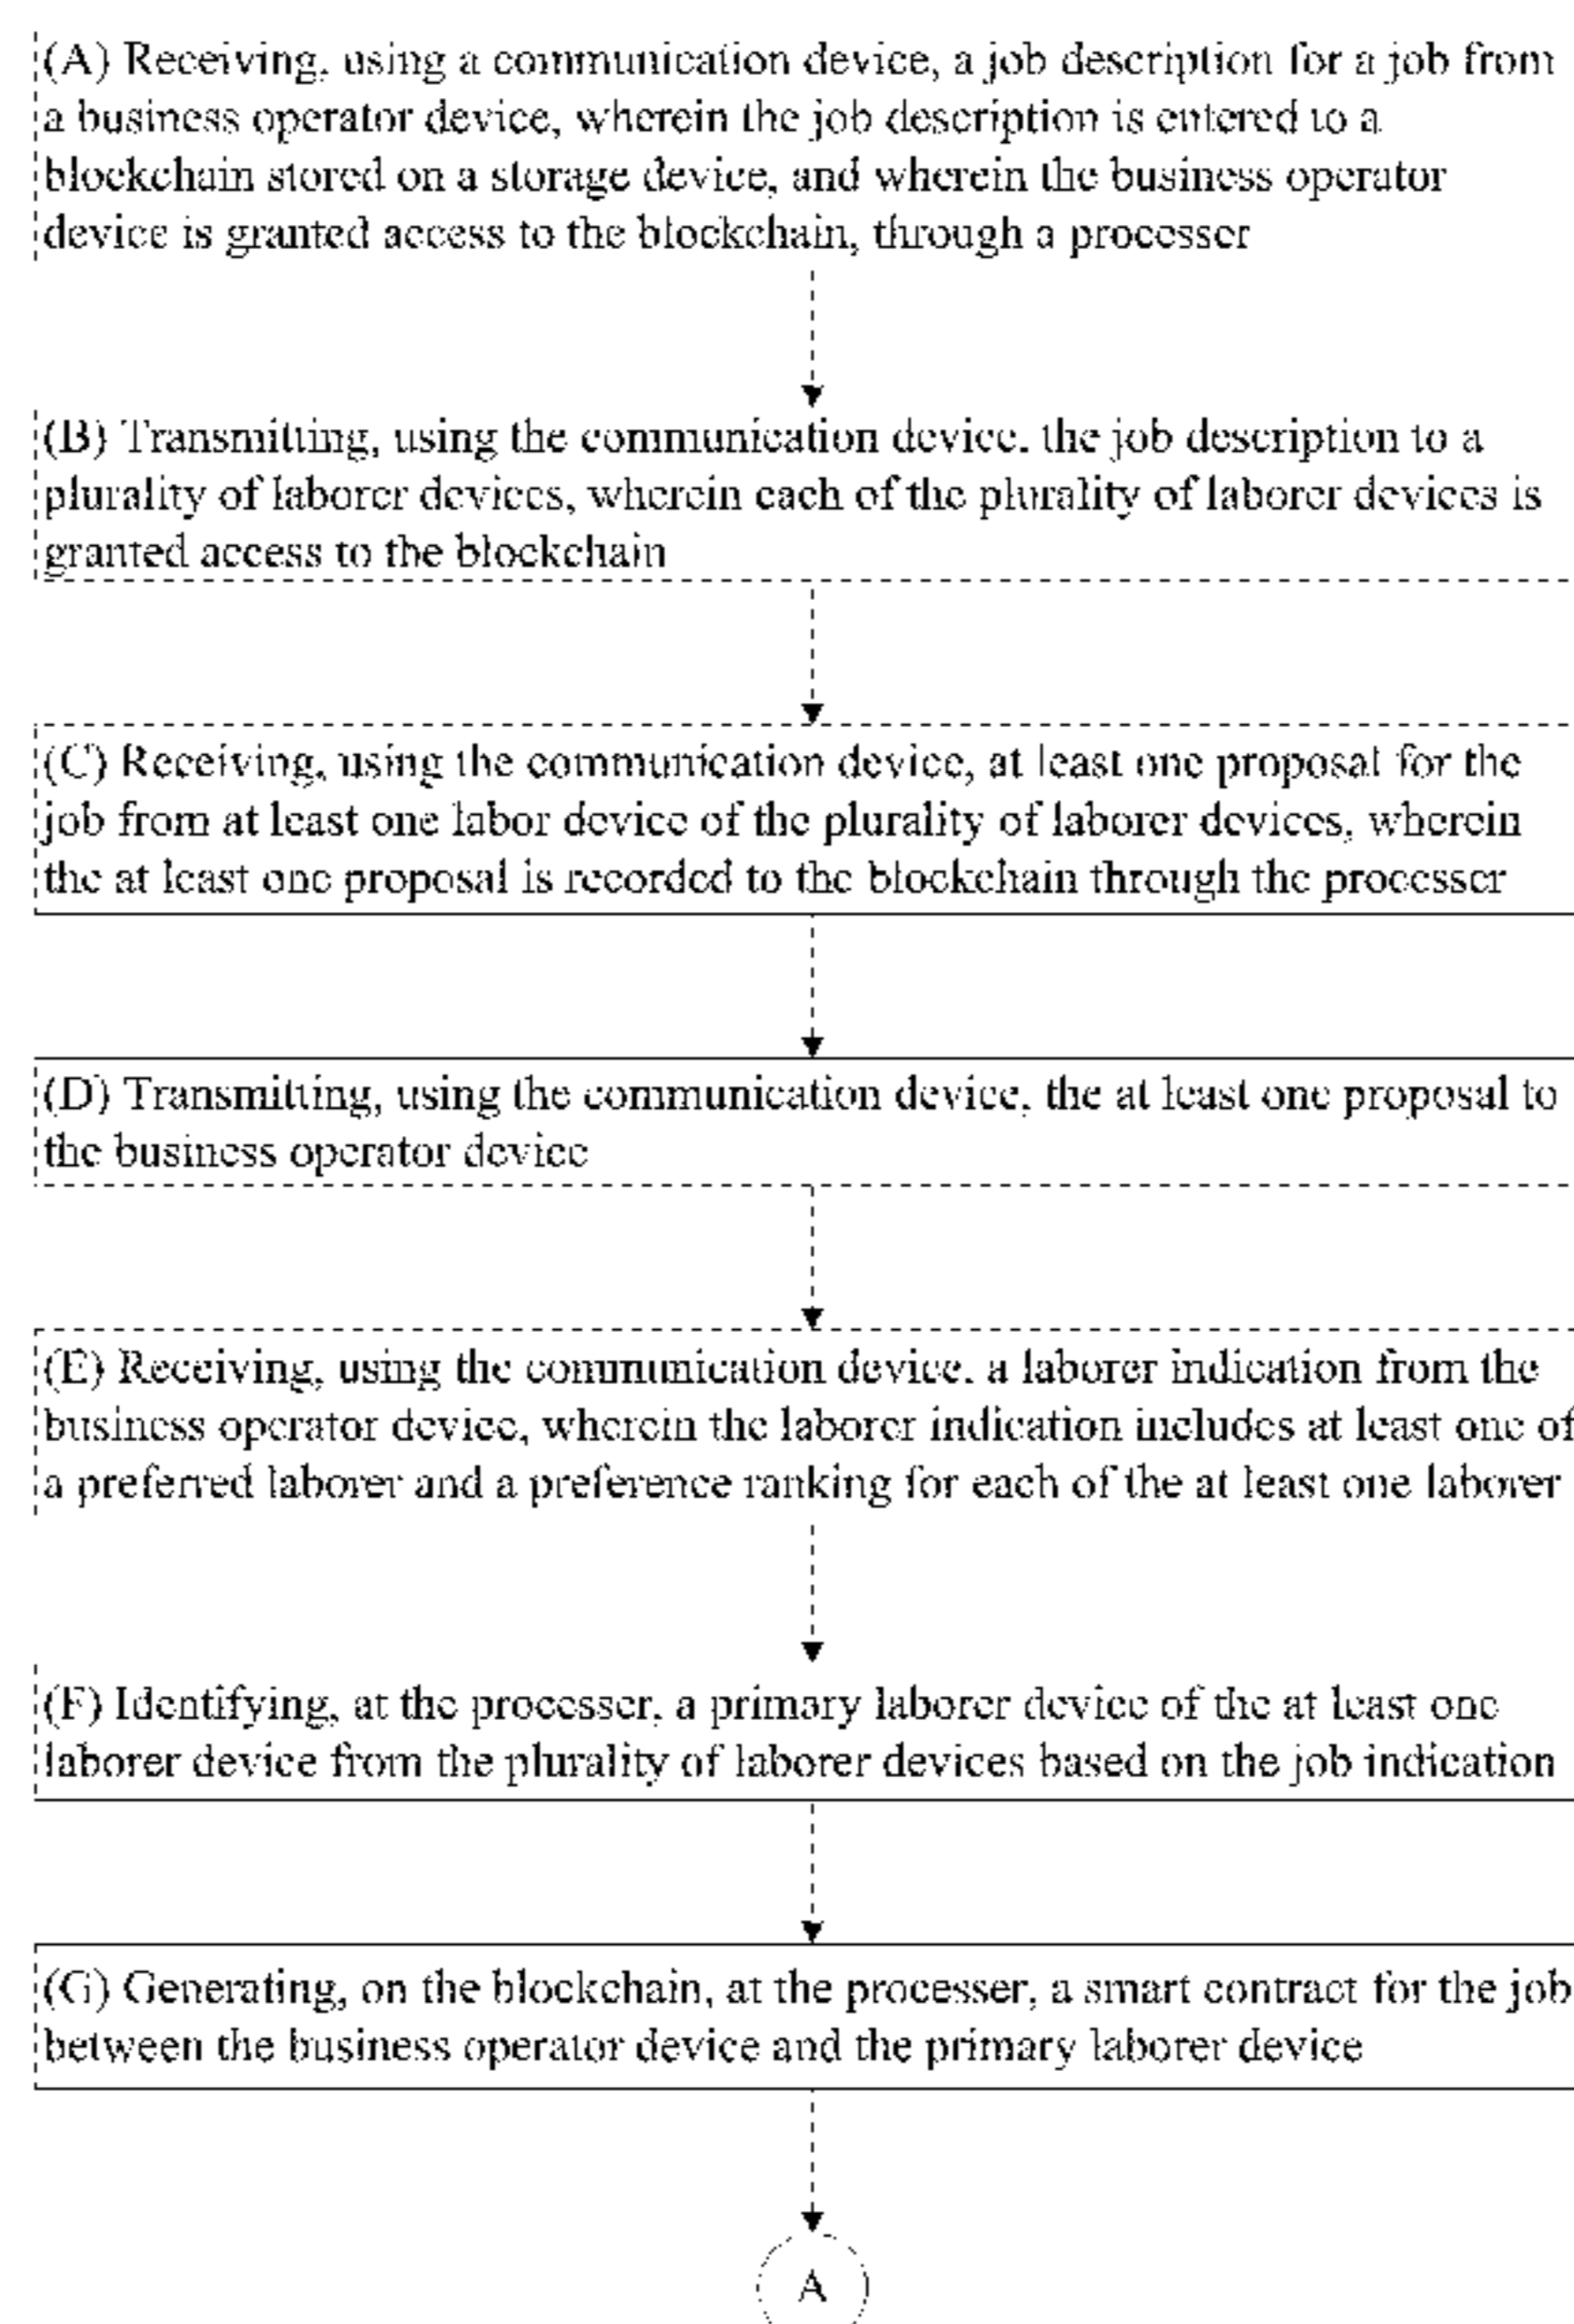 (A) Receiving, using a communication device, a job description for a job from
a business operator device, wherein the job description is entered to a
blockchain stored on a storage device, and wherein the business operator
device is granted access to the blockchain, through a processer
(B) Transmitting, using the communication device, the job description to a
plurality of laborer devices, wherein each of the plurality of laborer devices is
granted access to the blockchain
(C) Receiving, using the communication device, at least one proposal for the
job from at least one labor device of the plurality of laborer devices, wherein
the at least one proposal is recorded to the blockchain through the processer
(D) Transmitting, using the communication device, the at least one proposal to
the business operator device
(E) Receiving, using the communication device, a laborer indication from the
business operator device, wherein the laborer indication includes at least one of
a preferred laborer and a preference ranking for each of the at least one laborer
(F) Identifying, at the processer, a primary laborer device of the at least one
laborer device from the plurality of laborer devices based on the job indication
(G) Generating, on the blockchain, at the processer, a smart contract for the job
between the business operator device and the primary laborer device
A